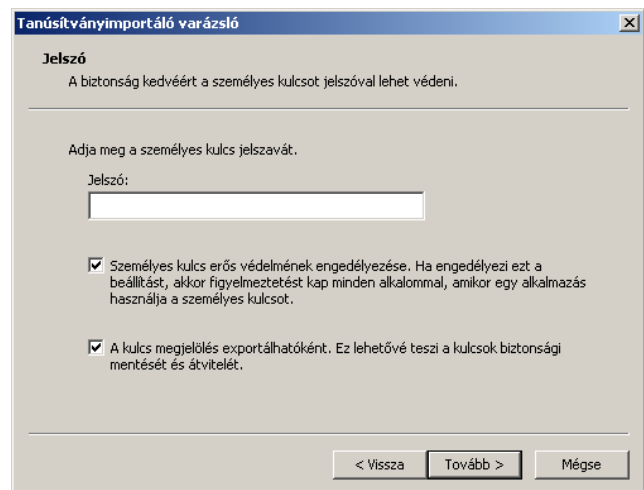 Tanúsítványimportáló varázsló
Jelszó
A biztonság kedvéért a személyes kulcsot jelszóval lehet védeni.
Adja meg a személyes kulcs jelszavát.
Jelszó:
Személyes kulcs erős védelmének engedélyezése. Ha engedélyezi ezt a
beállítást, akkor figyelmeztetést kap minden alkalommal, amikor egy alkalmazás
használja a személyes kulcsot.
A kulcs megjelölés exportálhatóként. Ez lehetővé teszi a kulcsok biztonsági
mentését és átvitelét.
< Vissza Tovább > Mégse